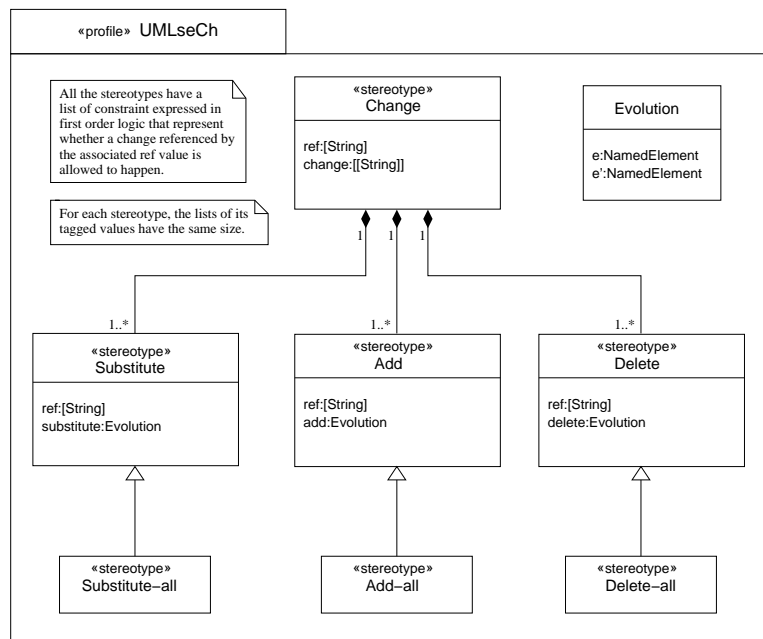 «profile» UMLseCh
All the stereotypes have a
list of constraint expressed in
first order logic that represent
whether a change referenced by
the associated ref value is
allowed to happen.
For each stereotype, the lists of its
tagged values have the same size.
«stereotype»
Change
ref:[String]
change:[[String]]
Evolution
e:NamedElement
e':NamedElement
1 1 1
1..* 1..* 1..*
«stereotype»
Substitute
ref:[String]
substitute:Evolution
«stereotype»
Add
ref:[String]
add:Evolution
«stereotype»
Delete
ref:[String]
delete:Evolution
«stereotype»
Substitute−all
«stereotype»
Add−all
«stereotype»
Delete−all